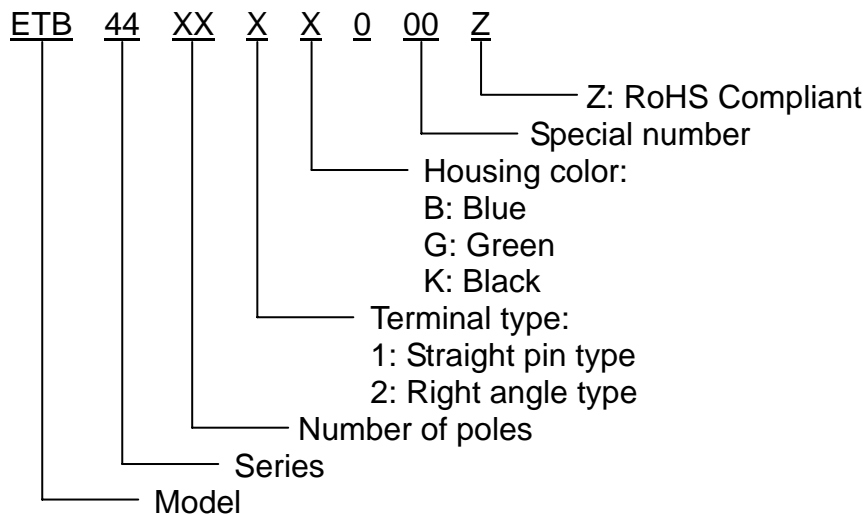 ETB 44 XX X X 0 00 Z
Z: RoHS Compliant
Special number
Housing color:
B: Blue
G: Green
K: Black
Terminal type:
1: Straight pin type
2: Right angle type
Number of poles
Series
Model